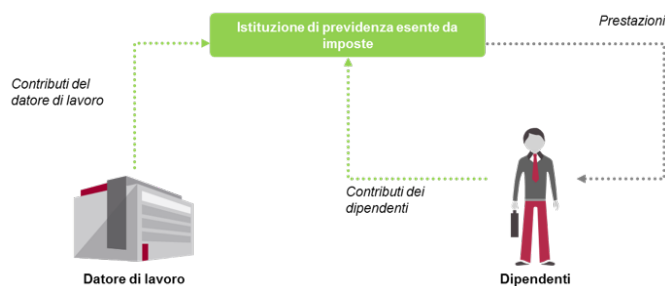 Istituzione di previdenza esente da
imposte
Prestazioni
Contributi del
datore di lavoro
Contributi dei
dipendenti
Datore di lavoro
Dipendenti